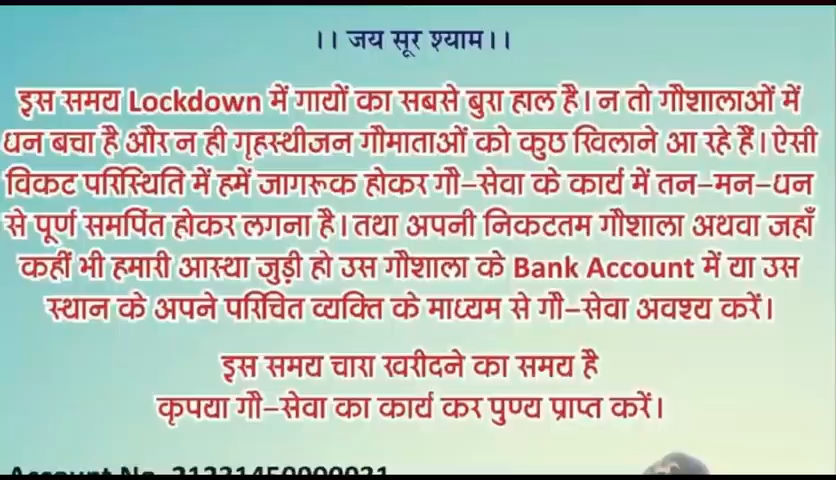 ।। जय सूर श्याम।।
इस समय Lockdown में गायों का सबसे बुरा हाल है। न तो गौशालाओं में
धन बचा है और न ही गृहस्थीजन गौमाताओं को कुछ खिलाने आ रहे हैं। ऐसी
विकट परिस्थिति में हमें जागरूक होकर गौ-सेवा के कार्य में तन-मन-धन
से पूर्ण समर्पित होकर लगना है। तथा अपनी निकटतम गौशाला अथवा जहाँ
कहीं भी हमारी आस्था जुड़ी हो उस गौशाला के Bank Account में या उस
स्थान के अपने परिचित व्यक्ति के माध्यम से गौ-सेवा अवश्य करें।
इस समय चारा खरीदने का समय है
कृपया गौ-सेवा का कार्य कर पुण्य प्राप्त करें।
Account No.